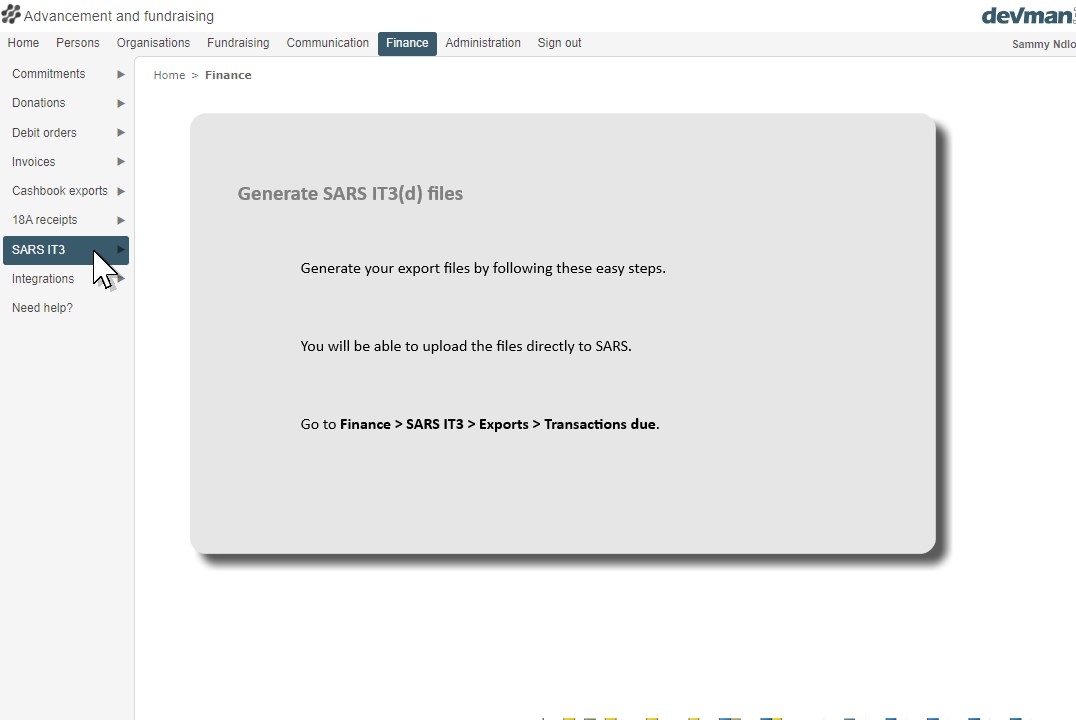 Advancement and fundraising
devman
Home Persons Organisations Fundraising Communication Finance Administration Sign out
Sammy Ndlo
Commitments
Donations
Debit orders
Invoices
Cashbook exports
18A receipts
SARS IT3
Integrations
Need help?
Home > Finance
Generate SARS IT3(d) files
Generate your export files by following these easy steps.
You will be able to upload the files directly to SARS.
Go to Finance > SARS IT3 > Exports > Transactions due.